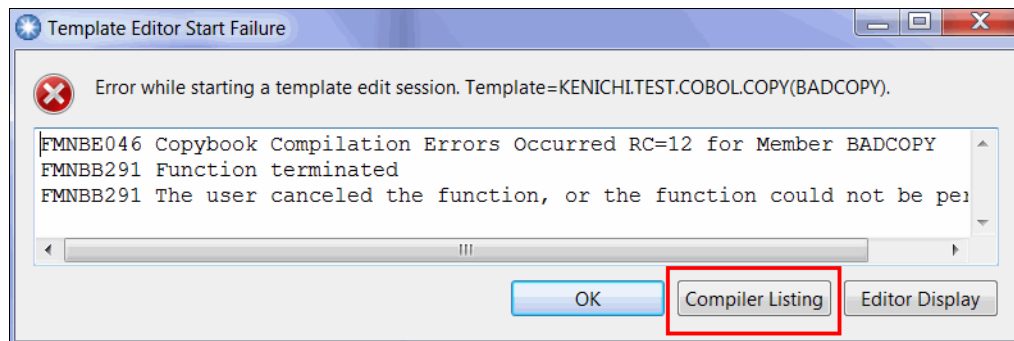 Template Editor Start Failure
Error while starting a template edit session. Template=KENICHI.TEST.COBOL.COPY(BADCOPY).
FMNBE046 Copybook Compilation Errors Occurred RC=12 for Member BADCOPY
FMNBB291 Function terminated
FMNBB291 The user canceled the function, or the function could not be
OK Compiler Listing Editor Display